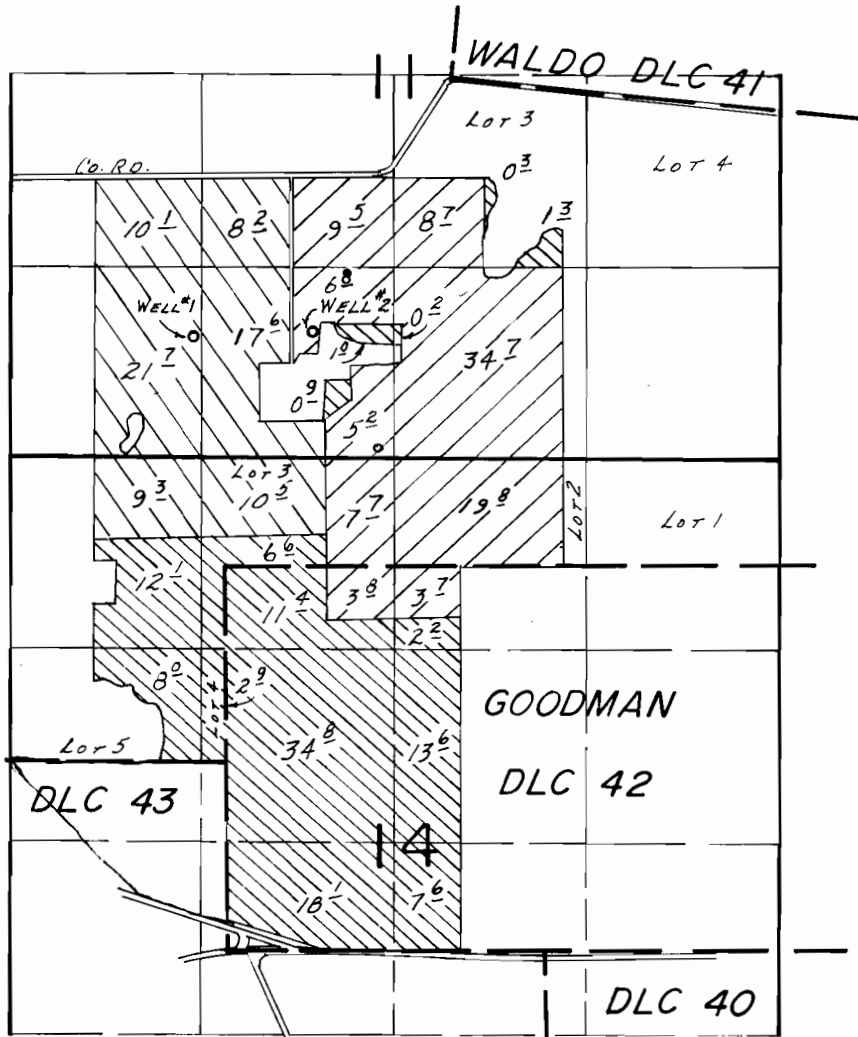 11
WALDO DLC 41
LOT 3
CO. RD.
0 3
LOT 4
1 3
10 1
8 2
9 5
8 7
6 8
WELL #1
WELL #2
0 2
17 6
1 0
34 7
21 7
0 9
5 2
LOT 3
9 3
10 5
7 7
19 8
LOT 2
LOT 1
6 6
12 1
11 4
3 8
3 7
2 2
8 0
LOT 4
2 9
GOODMAN
LOT 5
34 8
13 6
DLC 43
DLC 42
14
18 1
7 6
DLC 40